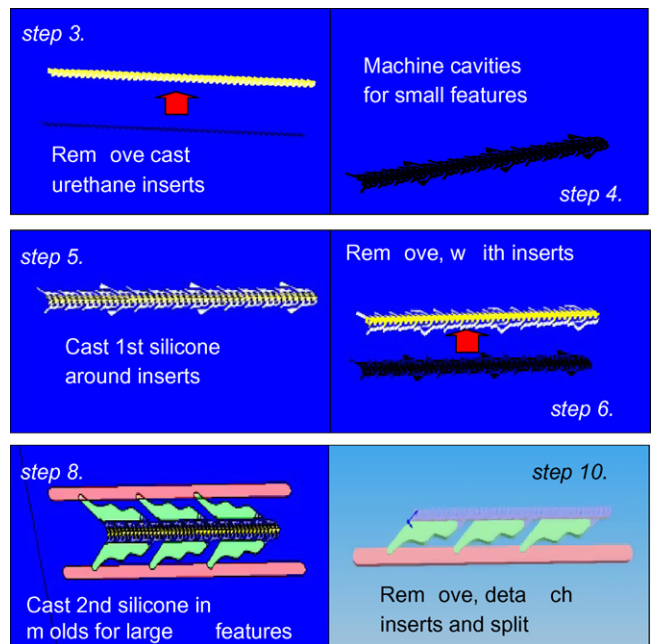 step 3.
Rem ove cast
urethane inserts
Machine cavities
for small features
step 4.
step 5.
Cast 1st silicone
around inserts
Rem ove, w ith inserts
step 6.
step 8.
Cast 2nd silicone in
m olds for large features
step 10.
Rem ove, deta ch
inserts and split